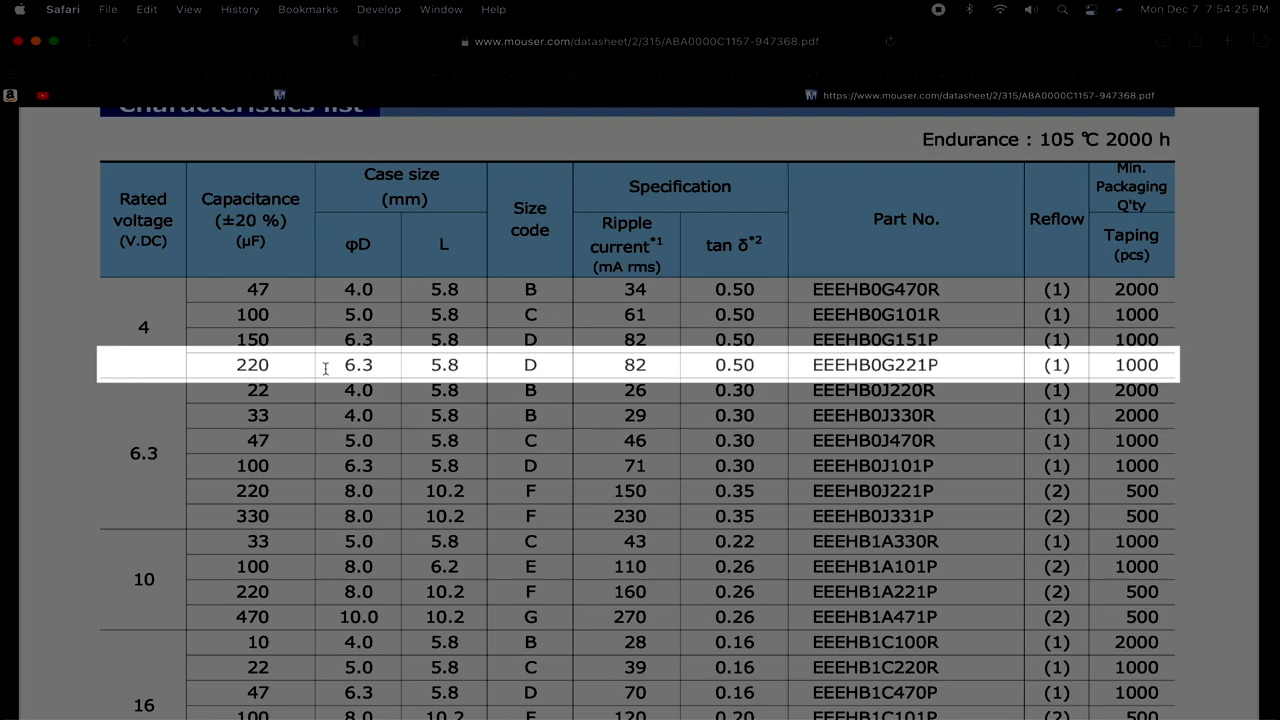 Safari File Edit View History Bookmarks Develop Window Help Mon Dec 7 7:54:25 PM
www.mouser.com/datasheet/2/315/ABA0000C1157-947368.pdf
https://www.mouser.com/datasheet/2/315/ABA0000C1157-947368.pdf
Characteristics list
Endurance : 105 ℃ 2000 h
Rated voltage (V.DC) Capacitance (±20 %) (µF) Case size (mm) φD L Size code Specification Ripple current*1 (mA rms) tan δ*2 Part No. Reflow Min. Packaging Q'ty Taping (pcs)
4 47 4.0 5.8 B 34 0.50 EEEHB0G470R (1) 2000
100 5.0 5.8 C 61 0.50 EEEHB0G101R (1) 1000
150 6.3 5.8 D 82 0.50 EEEHB0G151P (1) 1000
220 6.3 5.8 D 82 0.50 EEEHB0G221P (1) 1000
6.3 22 4.0 5.8 B 26 0.30 EEEHB0J220R (1) 2000
33 4.0 5.8 B 29 0.30 EEEHB0J330R (1) 2000
47 5.0 5.8 C 46 0.30 EEEHB0J470R (1) 1000
100 6.3 5.8 D 71 0.30 EEEHB0J101P (1) 1000
220 8.0 10.2 F 150 0.35 EEEHB0J221P (2) 500
330 8.0 10.2 F 230 0.35 EEEHB0J331P (2) 500
10 33 5.0 5.8 C 43 0.22 EEEHB1A330R (1) 1000
100 8.0 6.2 E 110 0.26 EEEHB1A101P (2) 1000
220 8.0 10.2 F 160 0.26 EEEHB1A221P (2) 500
470 10.0 10.2 G 270 0.26 EEEHB1A471P (2) 500
16 10 4.0 5.8 B 28 0.16 EEEHB1C100R (1) 2000
22 5.0 5.8 C 39 0.16 EEEHB1C220R (1) 1000
47 6.3 5.8 D 70 0.16 EEEHB1C470P (1) 1000
100 8.0 10.2 F 120 0.20 EEEHB1C101P (2) 500